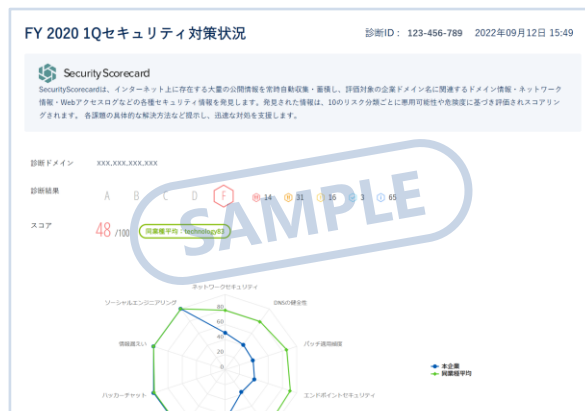 FY 2020 1Qセキュリティ対策状況
診断ID： 123-456-789 2022年09月12日 15:49
SecurityScorecard
SecurityScorecardは、インターネット上に存在する大量の公開情報を常時自動収集・蓄積し、評価対象の企業ドメイン名に関連するドメイン情報・ネットワーク
情報・Webアクセスログなどの各種セキュリティ情報を発見します。発見された情報は、10のリスク分類ごとに悪用可能性や危険度に基づき評価されスコアリン
グされます。 各課題の具体的な解決方法など提示し、迅速な対処を支援します。
診断ドメイン xxx.xxx.xxx.xxx
診断結果 A B C D F 14 31 16 3 65
スコア 48 /100 同業種平均：technology83
SAMPLE
ネットワークセキュリティ
ソーシャルエンジニアリング DNSの健全性
80
60
40
20
0
情報漏えい パッチ適用頻度
本企業
同業種平均
ハッカーチャット エンドポイントセキュリティ